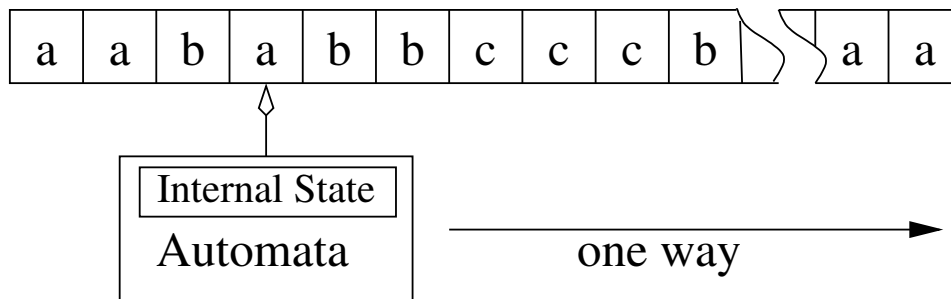 a a b a b b c c c b a a
Internal State
Automata
one way